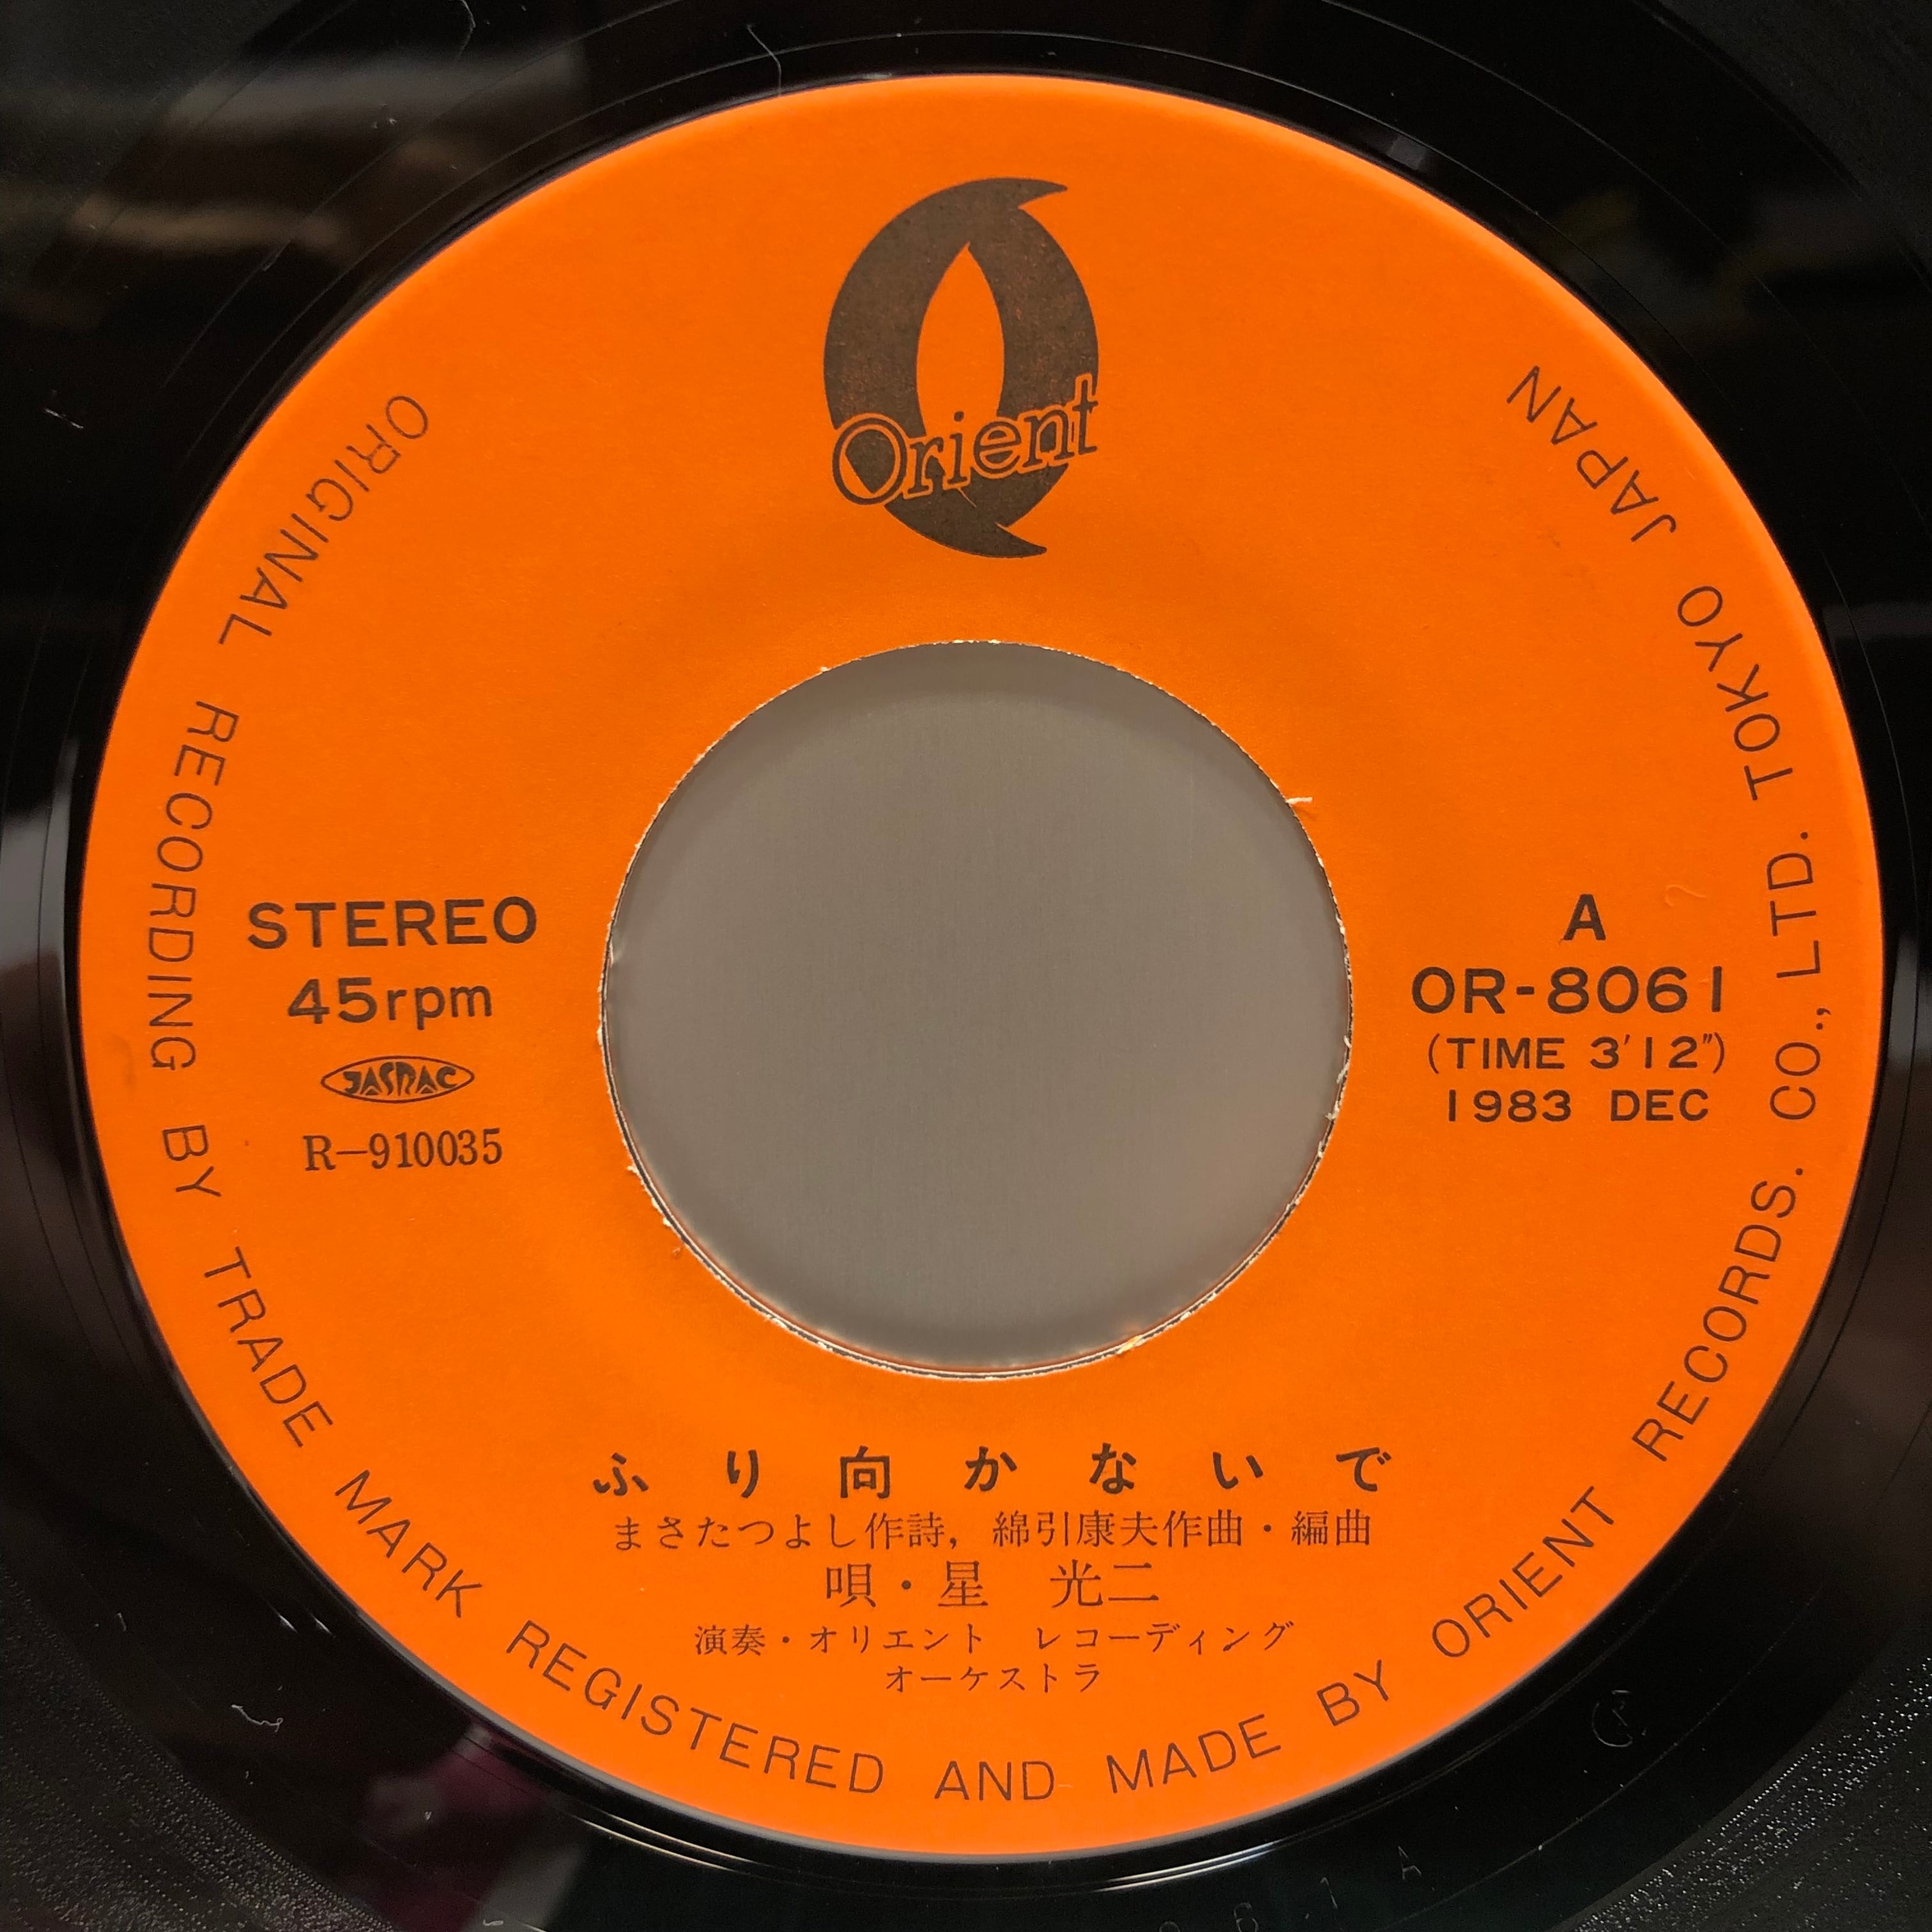 Orient
ORIGINAL RECORDING BY TRADE MARK REGISTERED AND MADE BY ORIENT RECORDS. CO., LTD. TOKYO JAPAN
STEREO
45rpm
JASRAC
R-910035
A
OR-8061
(TIME 3'12")
1983 DEC
ふり向かないで
まさたつよし作詩, 綿引康夫作曲・編曲
唄・星 光二
演奏・オリエント レコーディング
オーケストラ